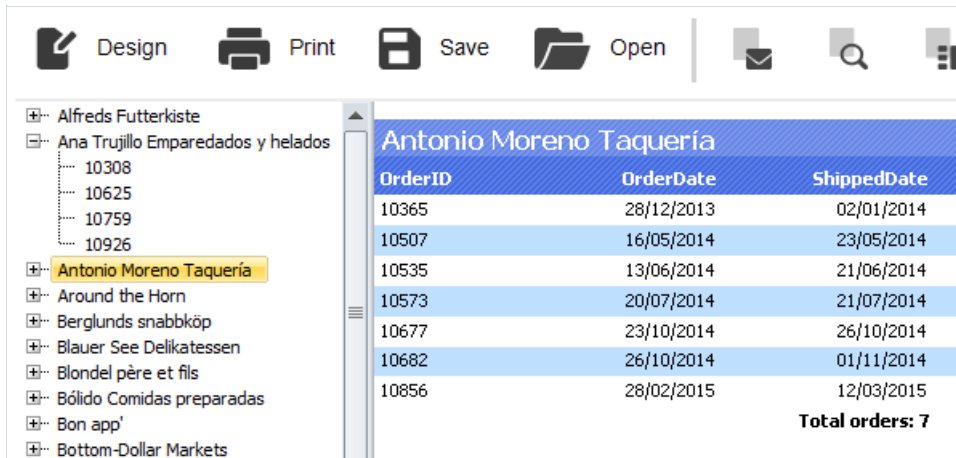 Design Print Save Open
Alfreds Futterkiste
Ana Trujillo Emparedados y helados
10308
10625
10759
10926
Antonio Moreno Taquería
Around the Horn
Berglunds snabbköp
Blauer See Delikatessen
Blondel père et fils
Bólido Comidas preparadas
Bon app'
Bottom-Dollar Markets
Antonio Moreno Taquería
OrderID OrderDate ShippedDate
10365 28/12/2013 02/01/2014
10507 16/05/2014 23/05/2014
10535 13/06/2014 21/06/2014
10573 20/07/2014 21/07/2014
10677 23/10/2014 26/10/2014
10682 26/10/2014 01/11/2014
10856 28/02/2015 12/03/2015
Total orders: 7